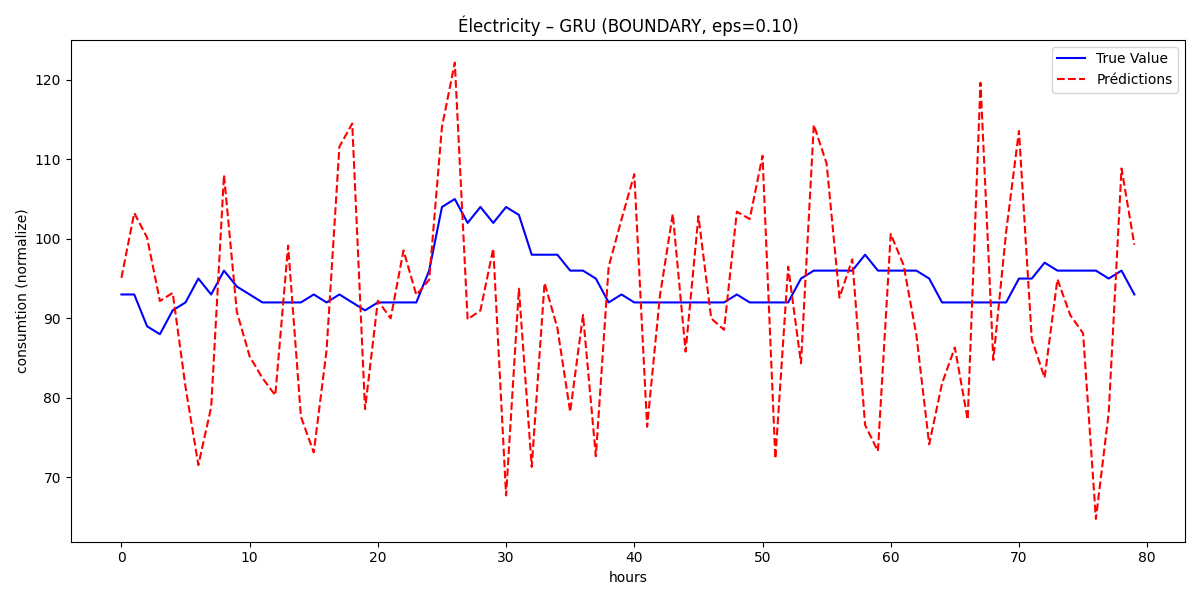 Électricity – GRU (BOUNDARY, eps=0.10)
True Value
Prédictions
consumtion (normalize)
120
110
100
90
80
70
0 10 20 30 40 50 60 70 80
hours